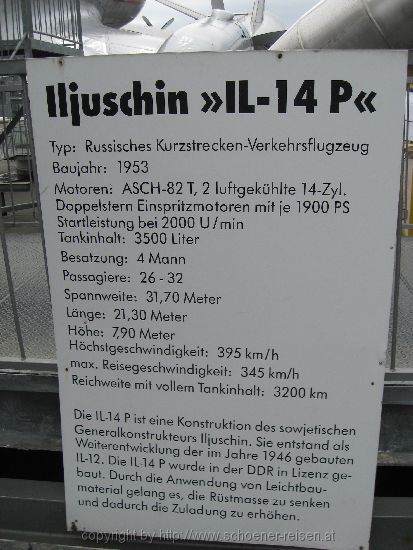 Iljuschin »IL-14 P«
Typ: Russisches Kurzstrecken-Verkehrsflugzeug
Baujahr: 1953
Motoren: ASCH-82 T, 2 luftgekühlte 14-Zyl.
Doppelstern Einspritzmotoren mit je 1900 PS
Startleistung bei 2000 U/min
Tankinhalt: 3500 Liter
Besatzung: 4 Mann
Passagiere: 26 - 32
Spannweite: 31,70 Meter
Länge: 21,30 Meter
Höhe: 7,90 Meter
Höchstgeschwindigkeit: 395 km/h
max. Reisegeschwindigkeit: 345 km/h
Reichweite mit vollem Tankinhalt: 3200 km
Die IL-14 P ist eine Konstruktion des sowjetischen
Generalkonstrukteurs Iljuschin. Sie entstand als
Weiterentwicklung der im Jahre 1946 gebauten
IL-12. Die IL-14 P wurde in der DDR in Lizenz ge-
baut. Durch die Anwendung von Leichtbau-
material gelang es, die Rüstmasse zu senken
und dadurch die Zuladung zu erhöhen.
copyright by http://www.schoener-reisen.at